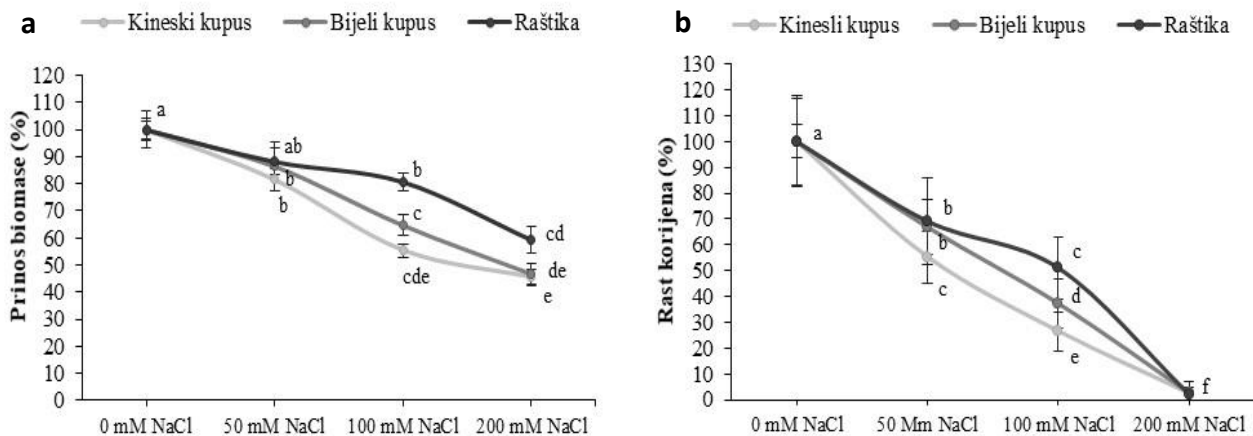 a
Kineski kupus Bijeli kupus Raštika
Prinos biomase (%)
120
110
100
90
80
70
60
50
40
30
20
10
0
a
ab
b
b
b
c
cde
cd
de
e
0 mM NaCl 50 mM NaCl 100 mM NaCl 200 mM NaCl
b
Kinesli kupus Bijeli kupus Raštika
Rast korijena (%)
130
120
110
100
90
80
70
60
50
40
30
20
10
0
a
b
b
c
c
d
e
f
0 mM NaCl 50 Mm NaCl 100 mM NaCl 200 mM NaCl